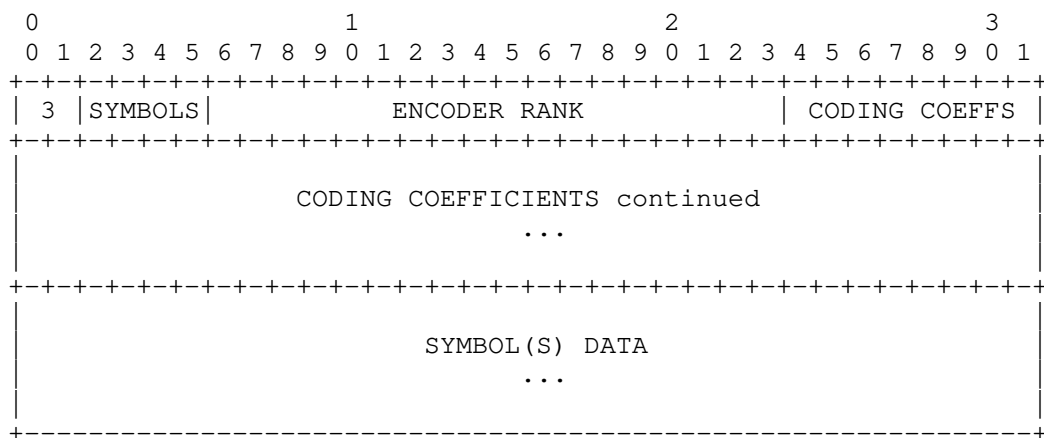 0                   1                   2                   3
0 1 2 3 4 5 6 7 8 9 0 1 2 3 4 5 6 7 8 9 0 1 2 3 4 5 6 7 8 9 0 1
+-+-+-+-+-+-+-+-+-+-+-+-+-+-+-+-+-+-+-+-+-+-+-+-+-+-+-+-+-+-+-+-+
| 3 |SYMBOLS|           ENCODER RANK            | CODING COEFFS |
+-+-+-+-+-+-+-+-+-+-+-+-+-+-+-+-+-+-+-+-+-+-+-+-+-+-+-+-+-+-+-+-+
CODING COEFFICIENTS continued
...
+-+-+-+-+-+-+-+-+-+-+-+-+-+-+-+-+-+-+-+-+-+-+-+-+-+-+-+-+-+-+-+-+
SYMBOL(S) DATA
...
+---------------------------------------------------------------+